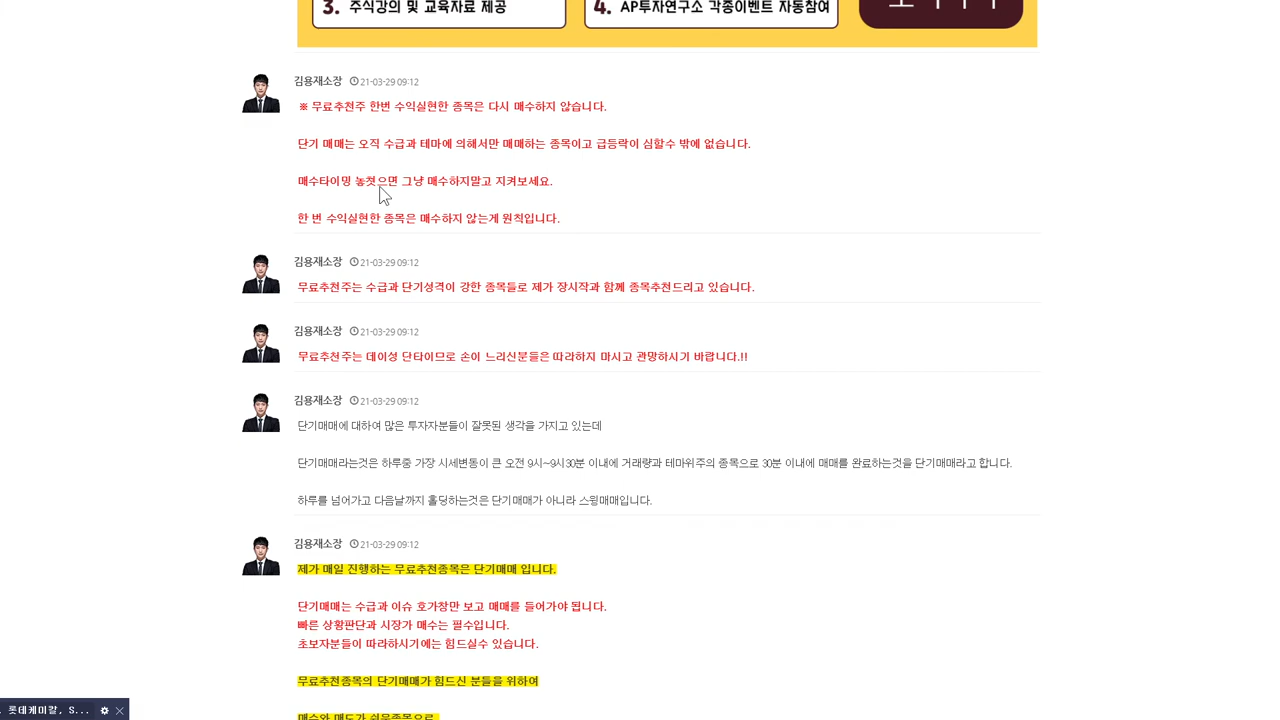 3. 주식강의 및 교육자료 제공
4. AP투자연구소 각종이벤트 자동참여
김용재소장 21-03-29 09:12
※ 무료추천주 한번 수익실현한 종목은 다시 매수하지 않습니다.
단기 매매는 오직 수급과 테마에 의해서만 매매하는 종목이고 급등락이 심할수 밖에 없습니다.
매수타이밍 놓첫으면 그냥 매수하지말고 지켜보세요.
한 번 수익실현한 종목은 매수하지 않는게 원칙입니다.
김용재소장 21-03-29 09:12
무료추천주는 수급과 단기성격이 강한 종목들로 제가 장시작과 함께 종목추천드리고 있습니다.
김용재소장 21-03-29 09:12
무료추천주는 데이성 단타이므로 손이 느리신분들은 따라하지 마시고 관망하시기 바랍니다.!!
김용재소장 21-03-29 09:12
단기매매에 대하여 많은 투자자분들이 잘못된 생각을 가지고 있는데
단기매매라는것은 하루중 가장 시세변동이 큰 오전 9시~9시30분 이내에 거래량과 테마위주의 종목으로 30분 이내에 매매를 완료하는것을 단기매매라고 합니다.
하루를 넘어가고 다음날까지 홀딩하는것은 단기매매가 아니라 스윙매매입니다.
김용재소장 21-03-29 09:12
제가 매일 진행하는 무료추천종목은 단기매매 입니다.
단기매매는 수급과 이슈 호가창만 보고 매매를 들어가야 됩니다.
빠른 상황판단과 시장가 매수는 필수입니다.
초보자분들이 따라하시기에는 힘드실수 있습니다.
무료추천종목의 단기매매가 힘드신 분들을 위하여
매수와 매도가 쉬운종목으로
롯데케미칼, S...